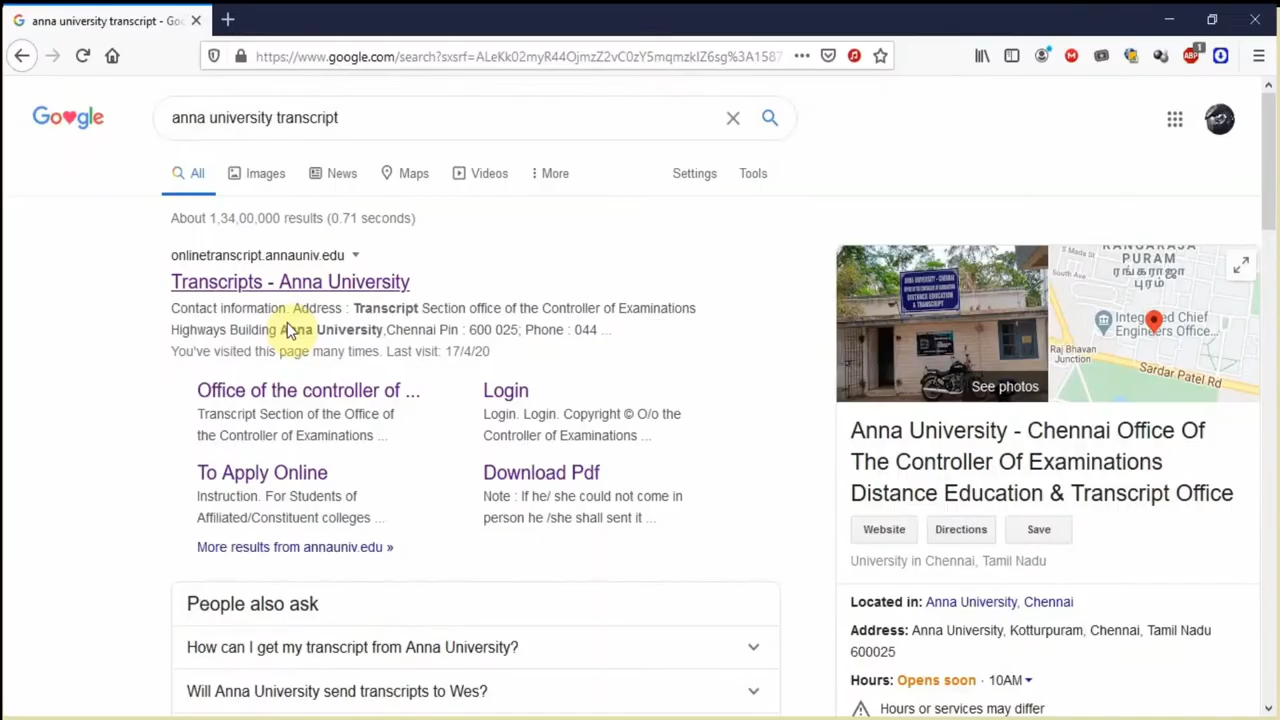 anna university transcript - Goo
https://www.google.com/search?sxsrf=ALeKk02myR44OjmzZ2vC0zY5mqmzkIZ6sg%3A1587
ABP
1
Google
anna university transcript
All
Images
News
Maps
Videos
More
Settings
Tools
About 1,34,00,000 results (0.71 seconds)
onlinetranscript.annauniv.edu
Transcripts - Anna University
Contact information. Address : Transcript Section office of the Controller of Examinations
Highways Building Anna University,Chennai Pin : 600 025; Phone : 044 ...
You've visited this page many times. Last visit: 17/4/20
Office of the controller of ...
Transcript Section of the Office of
the Controller of Examinations ...
Login
Login. Login. Copyright © O/o the
Controller of Examinations ...
To Apply Online
Instruction. For Students of
Affiliated/Constituent colleges ...
Download Pdf
Note : If he/ she could not come in
person he /she shall sent it ...
More results from annauniv.edu »
People also ask
How can I get my transcript from Anna University?
Will Anna University send transcripts to Wes?
See photos
RANGARAJA
PURAM
ரங்கராஜா
புரம்
South Ave
Integrated Chief
Engineers Office...
Raj Bhavan
Junction
Sardar Patel Rd
Anna University - Chennai Office Of
The Controller Of Examinations
Distance Education & Transcript Office
Website
Directions
Save
University in Chennai, Tamil Nadu
Located in: Anna University, Chennai
Address: Anna University, Kotturpuram, Chennai, Tamil Nadu
600025
Hours: Opens soon · 10AM
Hours or services may differ